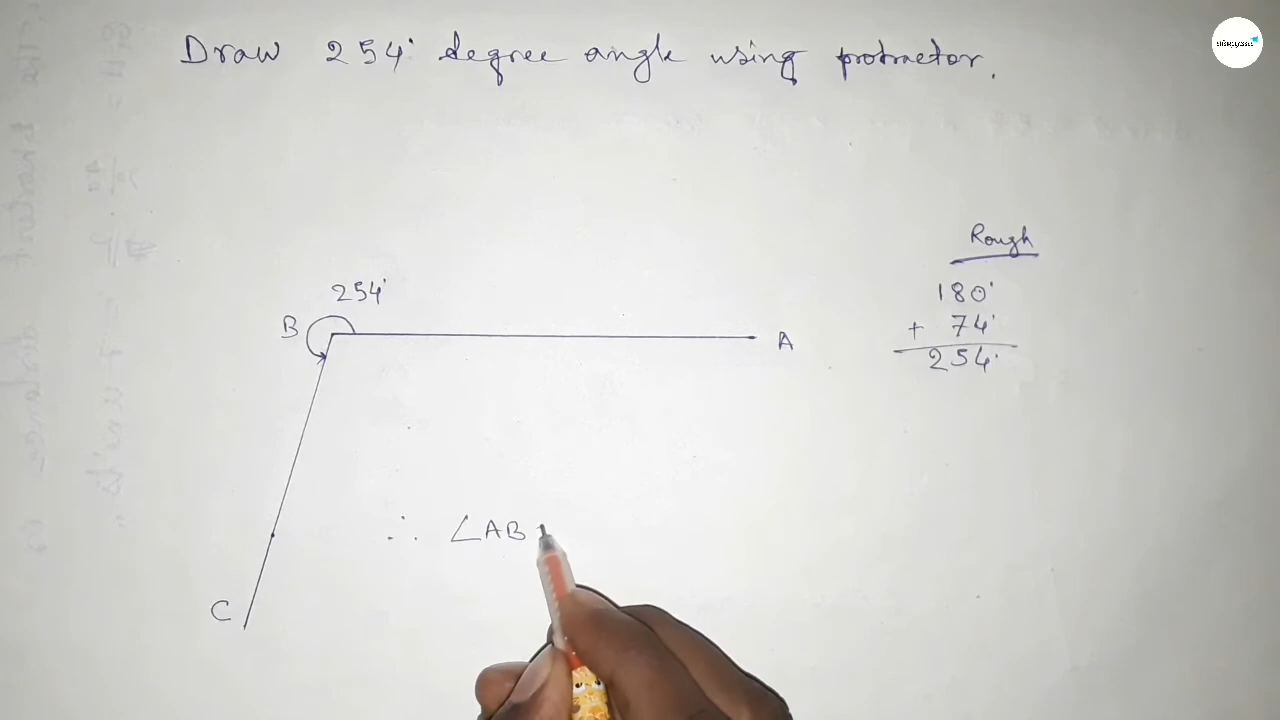 Draw 254° degree angle using protractor.
Rough
254°
180°
B
+ 74°
A
254°
∴ ∠AB
C